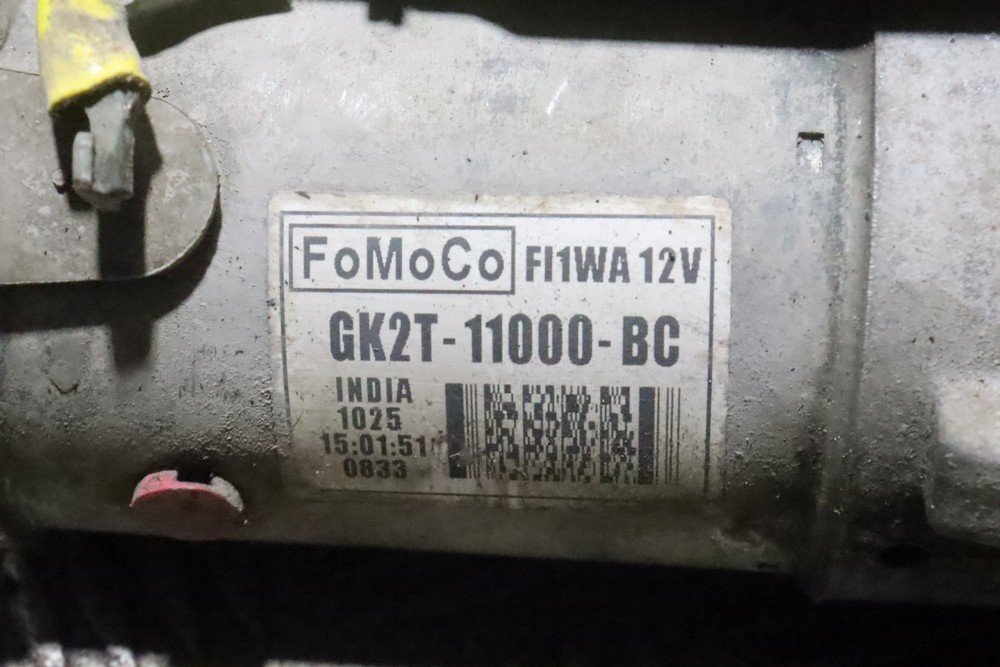 FoMoCo FI1WA 12V
GK2T-11000-BC
INDIA
1025
15:01:51
0833